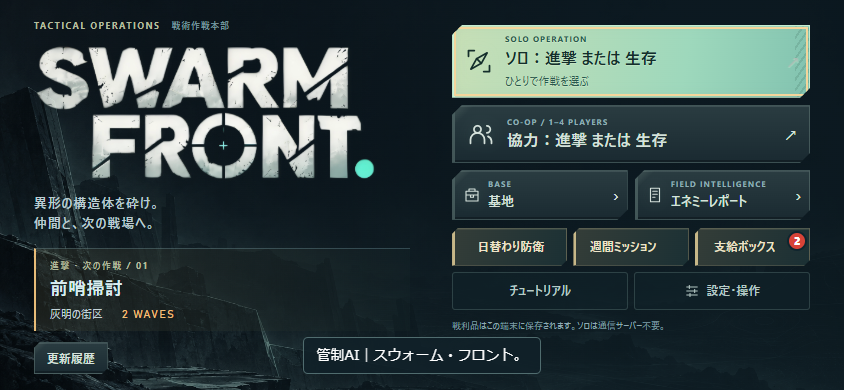 TACTICAL OPERATIONS 戦術作戦本部
SWARM
FRONT.
異形の構造体を砕け。
仲間と、次の戦場へ。
進撃 - 次の作戦 / 01
前哨掃討
灰明の街区 2 WAVES
更新履歴
SOLO OPERATION
ソロ：進撃 または 生存
ひとりで作戦を選ぶ
CO-OP / 1–4 PLAYERS
協力：進撃 または 生存
BASE
基地
FIELD INTELLIGENCE
エネミーレポート
日替わり防衛
週間ミッション
支給ボックス 2
チュートリアル
設定・操作
戦利品はこの端末に保存されます。ソロは通信サーバー不要。
管制AI｜スウォーム・フロント。